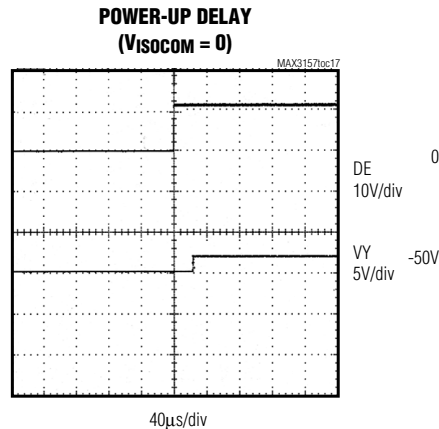 POWER-UP DELAY
(VISOCOM = 0)
MAX3157toc17
DE
10V/div
0
VY
5V/div
-50V
40µs/div